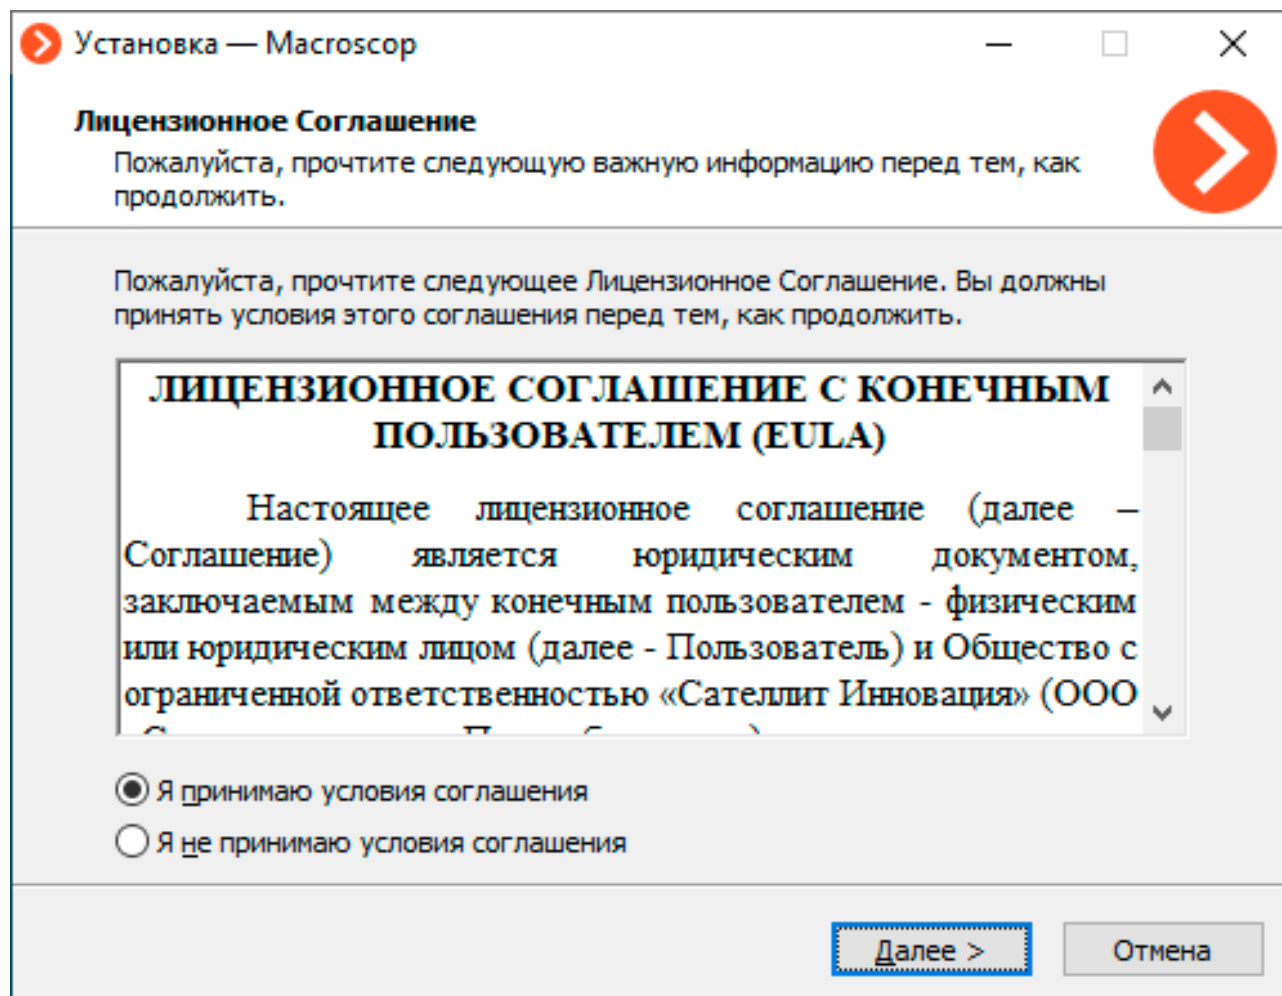 Установка — Macroscop
Лицензионное Соглашение
Пожалуйста, прочтите следующую важную информацию перед тем, как
продолжить.
Пожалуйста, прочтите следующее Лицензионное Соглашение. Вы должны
принять условия этого соглашения перед тем, как продолжить.
ЛИЦЕНЗИОННОЕ СОГЛАШЕНИЕ С КОНЕЧНЫМ
ПОЛЬЗОВАТЕЛЕМ (EULA)
Настоящее лицензионное соглашение (далее –
Соглашение) является юридическим документом,
заключаемым между конечным пользователем - физическим
или юридическим лицом (далее - Пользователь) и Общество с
ограниченной ответственностью «Сателлит Инновация» (ООО
Я принимаю условия соглашения
Я не принимаю условия соглашения
Далее >
Отмена